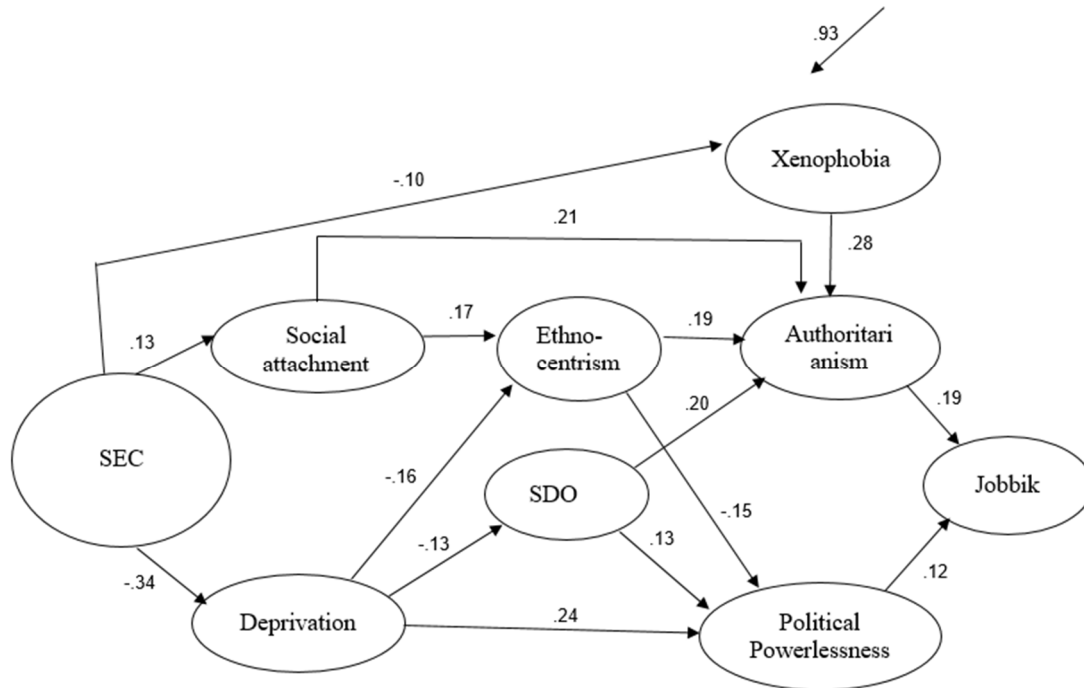 .93
Xenophobia
-.10
.21
.28
.17
.19
.13
Social
attachment
Ethno-
centrism
Authoritari
anism
.20
.19
SEC
-.16
SDO
Jobbik
-.15
-.13
.13
-.34
.12
Deprivation
.24
Political
Powerlessness